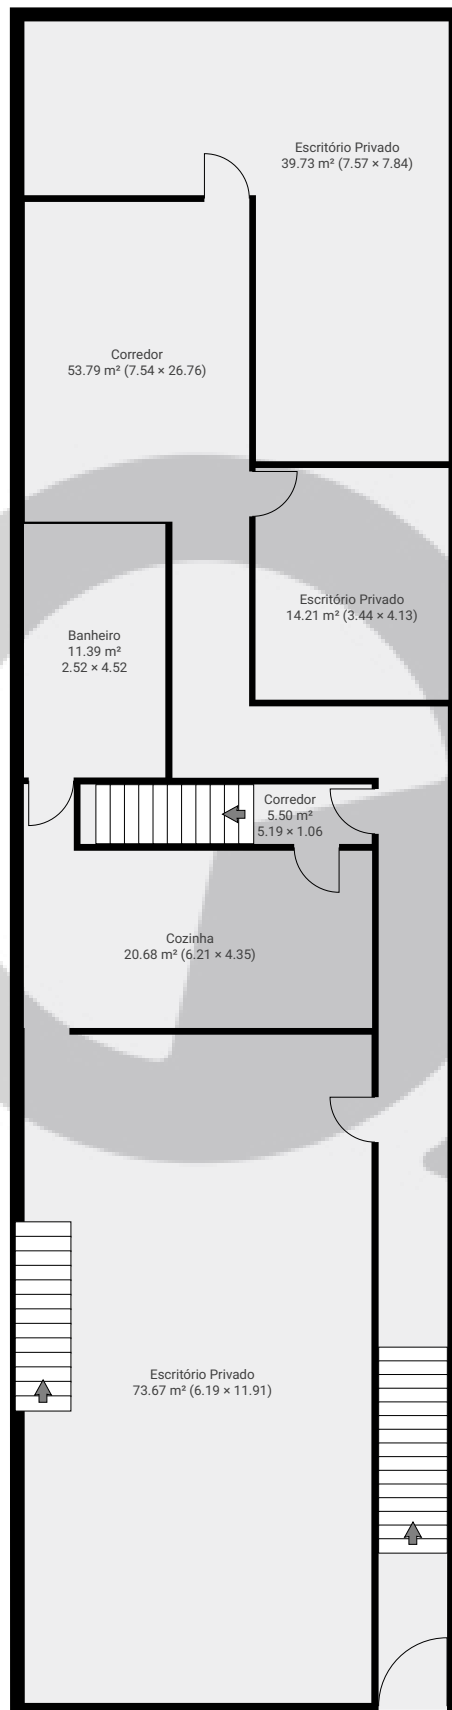 Escritório Privado
39.73 m² (7.57 × 7.84)
Corredor
53.79 m² (7.54 × 26.76)
Escritório Privado
14.21 m² (3.44 × 4.13)
Banheiro
11.39 m²
2.52 × 4.52
Corredor
5.50 m²
5.19 × 1.06
Cozinha
20.68 m² (6.21 × 4.35)
Escritório Privado
73.67 m² (6.19 × 11.91)